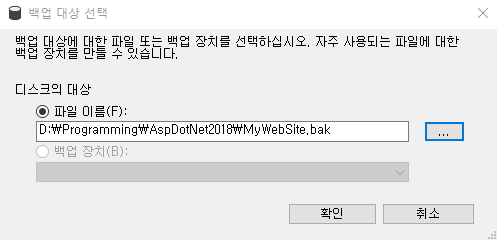 백업 대상 선택
백업 대상에 대한 파일 또는 백업 장치를 선택하십시오. 자주 사용되는 파일에 대한
백업 장치를 만들 수 있습니다.
디스크의 대상
파일 이름(F):
D:₩Programming₩AspDotNet2018₩MyWebSite.bak
...
백업 장치(B):
확인
취소